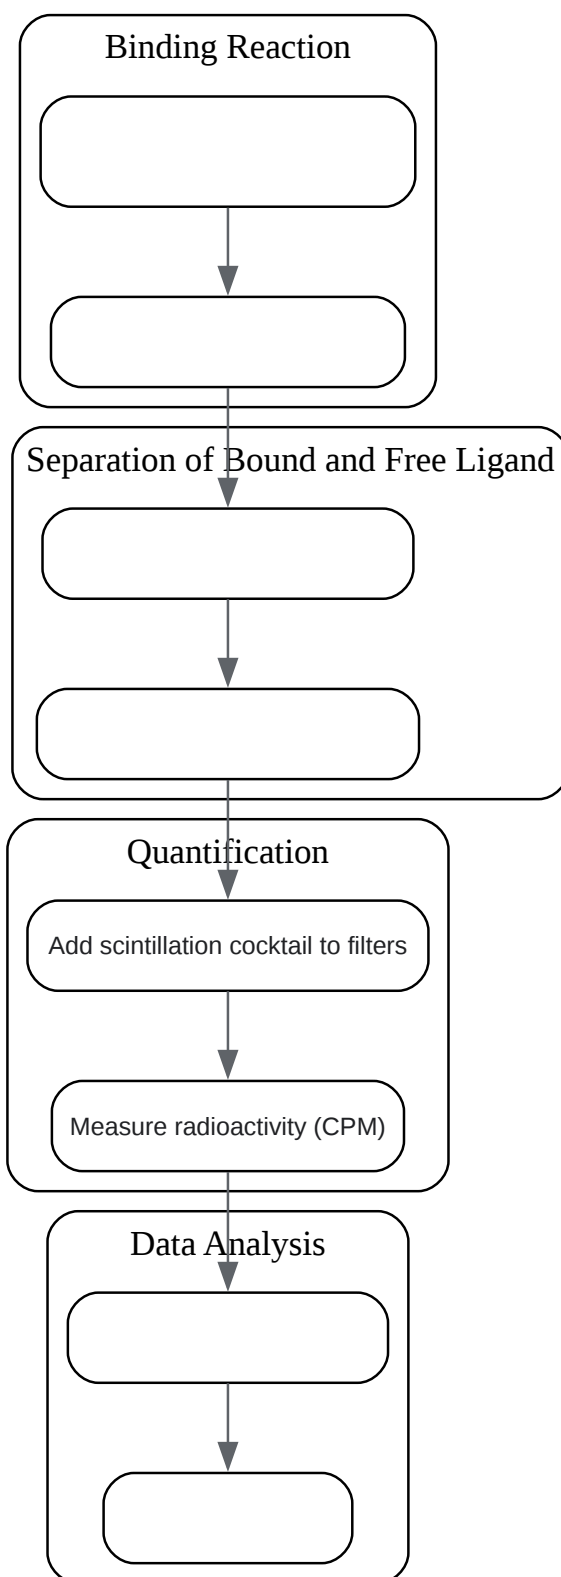 Binding Reaction
Separation of Bound and Free Ligand
Quantification
Add scintillation cocktail to filters
Measure radioactivity (CPM)
Data Analysis